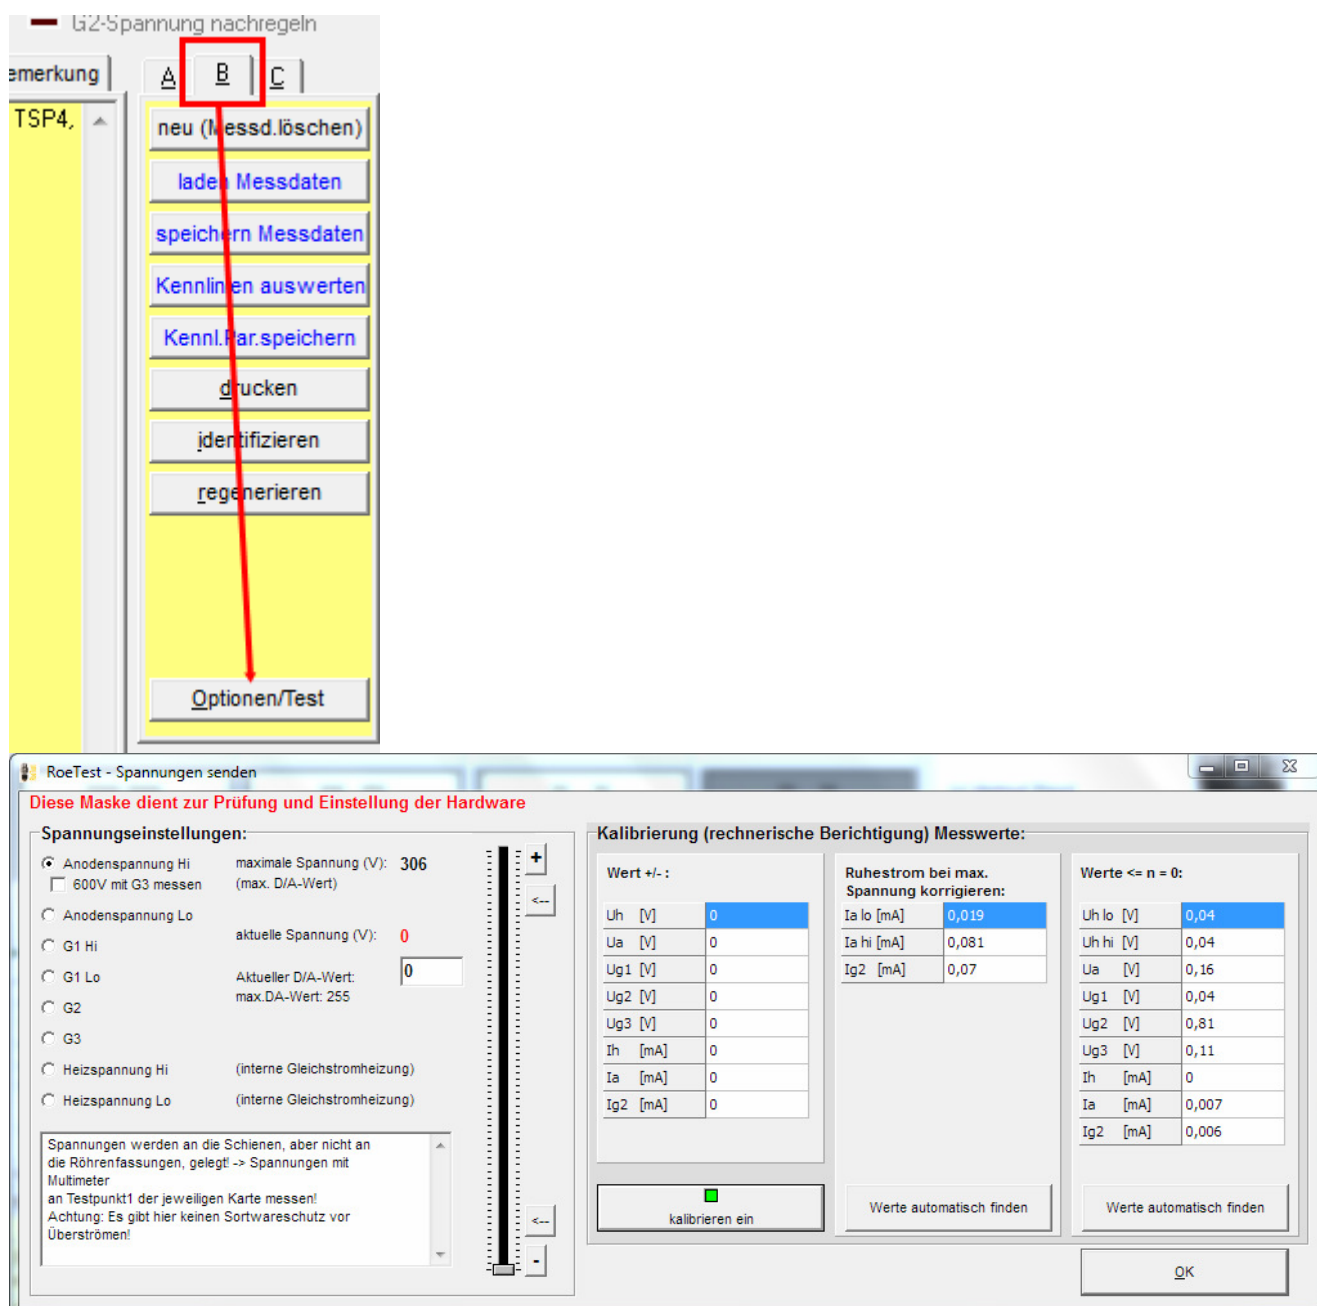 G2-Spannung nachregeln
emerkung
A B C
TSP4,
neu (Messd.löschen)
laden Messdaten
speichern Messdaten
Kennlinien auswerten
Kennl.Par.speichern
drucken
identifizieren
regenerieren
Optionen/Test
RoeTest - Spannungen senden
Diese Maske dient zur Prüfung und Einstellung der Hardware
Spannungseinstellungen:
Anodenspannung Hi
600V mit G3 messen
Anodenspannung Lo
G1 Hi
G1 Lo
G2
G3
Heizspannung Hi (interne Gleichstromheizung)
Heizspannung Lo (interne Gleichstromheizung)
maximale Spannung (V): 306
(max. D/A-Wert)
aktuelle Spannung (V): 0
Aktueller D/A-Wert: 0
max.DA-Wert: 255
+
<--
<--
-
Spannungen werden an die Schienen, aber nicht an
die Röhrenfassungen, gelegt! -> Spannungen mit
Multimeter
an Testpunkt1 der jeweiligen Karte messen!
Achtung: Es gibt hier keinen Sortwareschutz vor
Überströmen!
Kalibrierung (rechnerische Berichtigung) Messwerte:
Wert +/- :
Uh [V] 0
Ua [V] 0
Ug1 [V] 0
Ug2 [V] 0
Ug3 [V] 0
Ih [mA] 0
Ia [mA] 0
Ig2 [mA] 0
kalibrieren ein
Ruhestrom bei max.
Spannung korrigieren:
Ia lo [mA] 0,019
Ia hi [mA] 0,081
Ig2 [mA] 0,07
Werte automatisch finden
Werte <= n = 0:
Uh lo [V] 0,04
Uh hi [V] 0,04
Ua [V] 0,16
Ug1 [V] 0,04
Ug2 [V] 0,81
Ug3 [V] 0,11
Ih [mA] 0
Ia [mA] 0,007
Ig2 [mA] 0,006
Werte automatisch finden
OK